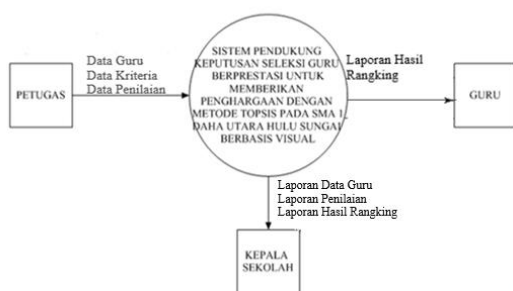 PETUGAS
Data Guru
Data Kriteria
Data Penilaian
SISTEM PENDUKUNG
KEPUTUSAN SELEKSI GURU
BERPRESTASI UNTUK
MEMBERIKAN
PENGHARGAAN DENGAN
METODE TOPSIS PADA SMA 1
DAHA UTARA HULU SUNGAI
BERBASIS VISUAL
Laporan Hasil
Rangking
GURU
Laporan Data Guru
Laporan Penilaian
Laporan Hasil Rangking
KEPALA
SEKOLAH